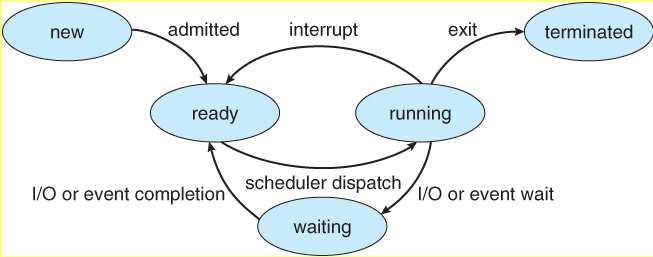 new
admitted
interrupt
exit
terminated
ready
running
scheduler dispatch
I/O or event completion
I/O or event wait
waiting